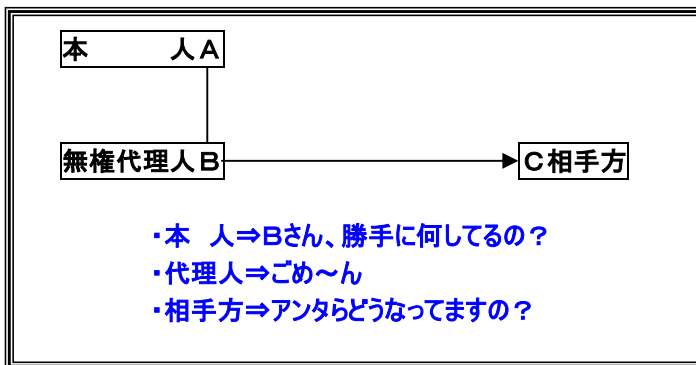 本　　　人A
無権代理人B
C相手方
・本　人⇒Bさん、勝手に何してるの？
・代理人⇒ごめ～ん
・相手方⇒アンタらどうなってますの？